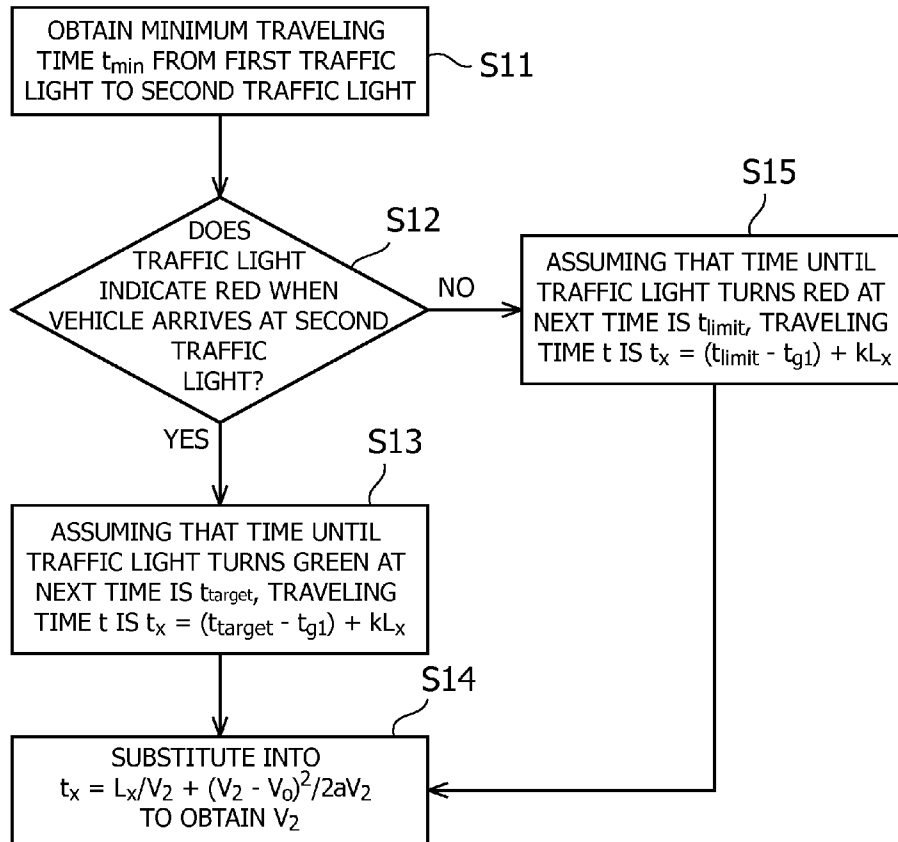 OBTAIN MINIMUM TRAVELING
TIME tmin FROM FIRST TRAFFIC
LIGHT TO SECOND TRAFFIC LIGHT
S11
DOES
TRAFFIC LIGHT
INDICATE RED WHEN
VEHICLE ARRIVES AT SECOND
TRAFFIC
LIGHT?
S12
NO
YES
S15
ASSUMING THAT TIME UNTIL
TRAFFIC LIGHT TURNS RED AT
NEXT TIME IS tlimit, TRAVELING
TIME t IS tx = (tlimit - tg1) + kLx
S13
ASSUMING THAT TIME UNTIL
TRAFFIC LIGHT TURNS GREEN AT
NEXT TIME IS ttarget, TRAVELING
TIME t IS tx = (ttarget - tg1) + kLx
S14
SUBSTITUTE INTO
tx = Lx/V2 + (V2 - Vo)²/2aV2
TO OBTAIN V2